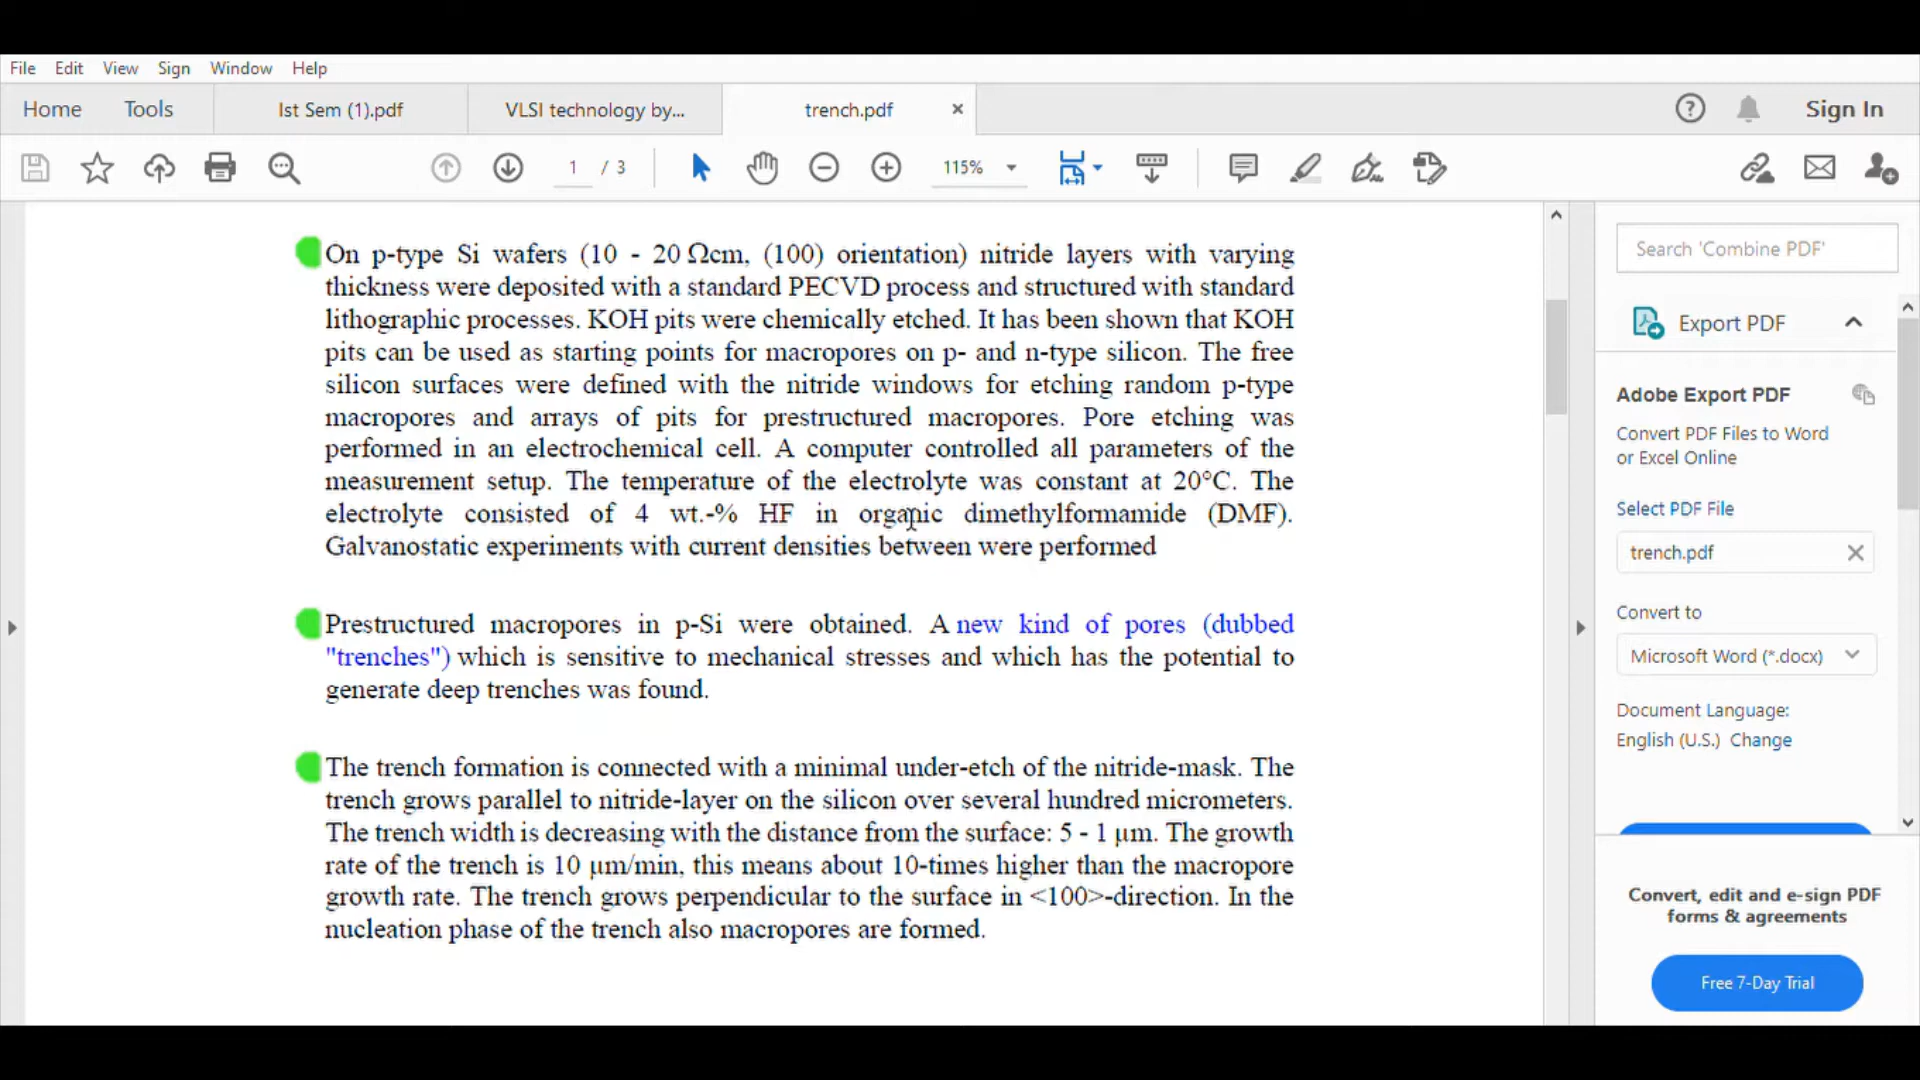 File Edit View Sign Window Help
Home Tools Ist Sem (1).pdf VLSI technology by... trench.pdf Sign In
1 / 3 115%
On p-type Si wafers (10 - 20 Ωcm, (100) orientation) nitride layers with varying
thickness were deposited with a standard PECVD process and structured with standard
lithographic processes. KOH pits were chemically etched. It has been shown that KOH
pits can be used as starting points for macropores on p- and n-type silicon. The free
silicon surfaces were defined with the nitride windows for etching random p-type
macropores and arrays of pits for prestructured macropores. Pore etching was
performed in an electrochemical cell. A computer controlled all parameters of the
measurement setup. The temperature of the electrolyte was constant at 20°C. The
electrolyte consisted of 4 wt.-% HF in organic dimethylformamide (DMF).
Galvanostatic experiments with current densities between were performed
Prestructured macropores in p-Si were obtained. A new kind of pores (dubbed
"trenches") which is sensitive to mechanical stresses and which has the potential to
generate deep trenches was found.
The trench formation is connected with a minimal under-etch of the nitride-mask. The
trench grows parallel to nitride-layer on the silicon over several hundred micrometers.
The trench width is decreasing with the distance from the surface: 5 - 1 µm. The growth
rate of the trench is 10 µm/min, this means about 10-times higher than the macropore
growth rate. The trench grows perpendicular to the surface in <100>-direction. In the
nucleation phase of the trench also macropores are formed.
Search 'Combine PDF'
Export PDF
Adobe Export PDF
Convert PDF Files to Word
or Excel Online
Select PDF File
trench.pdf
Convert to
Microsoft Word (*.docx)
Document Language:
English (U.S.) Change
Convert, edit and e-sign PDF
forms & agreements
Free 7-Day Trial